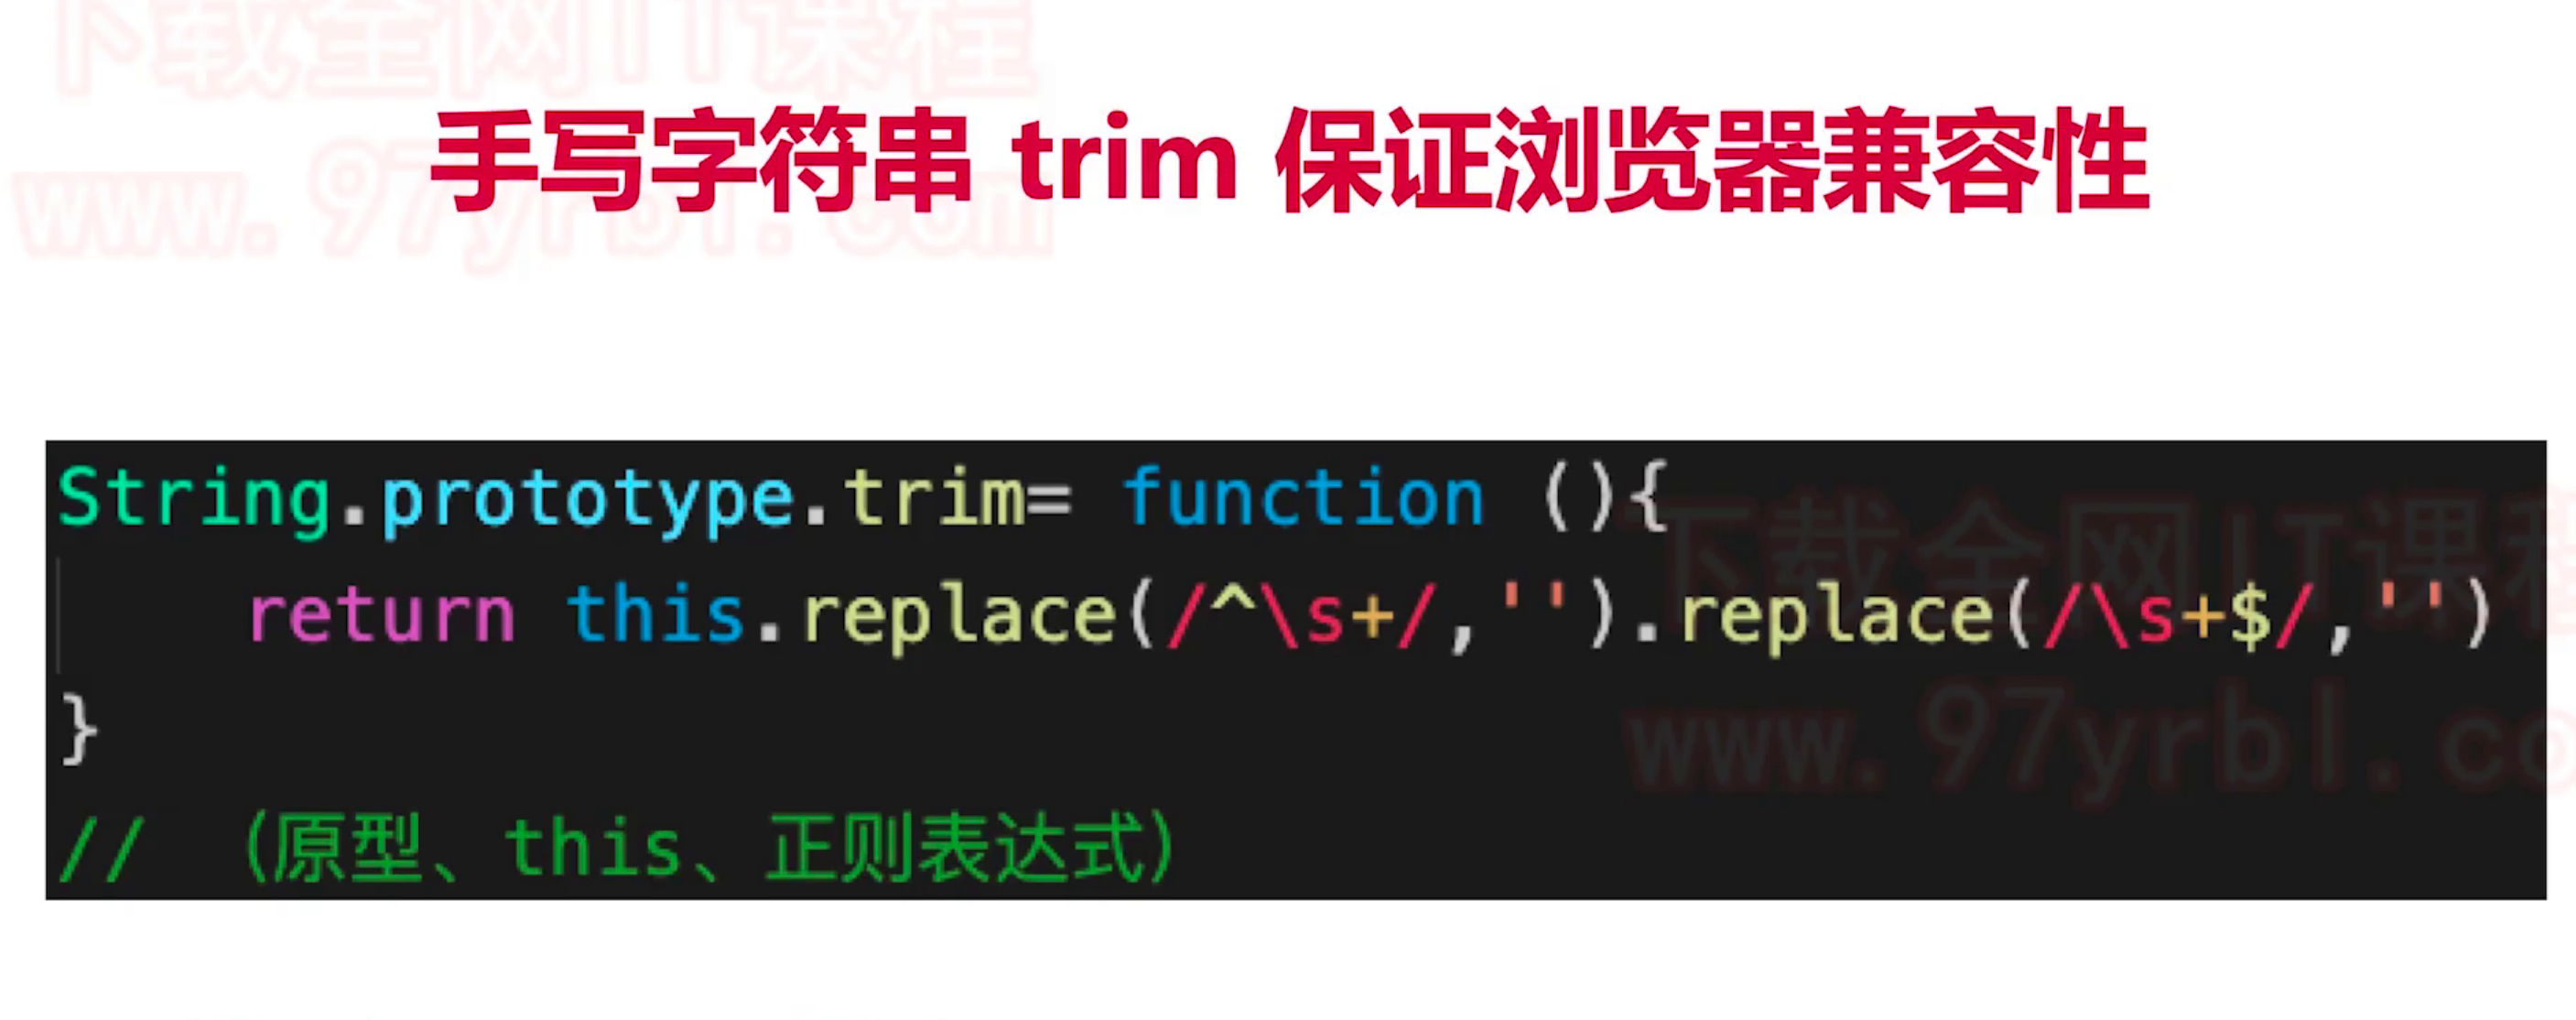 下载全网IT课程
www.97yrbl.com
手写字符串 trim 保证浏览器兼容性
String.prototype.trim= function (){
    return this.replace(/^\s+/,'').replace(/\s+$/,'')
}
// （原型、this、正则表达式）
下载全网IT课程
www.97yrbl.co